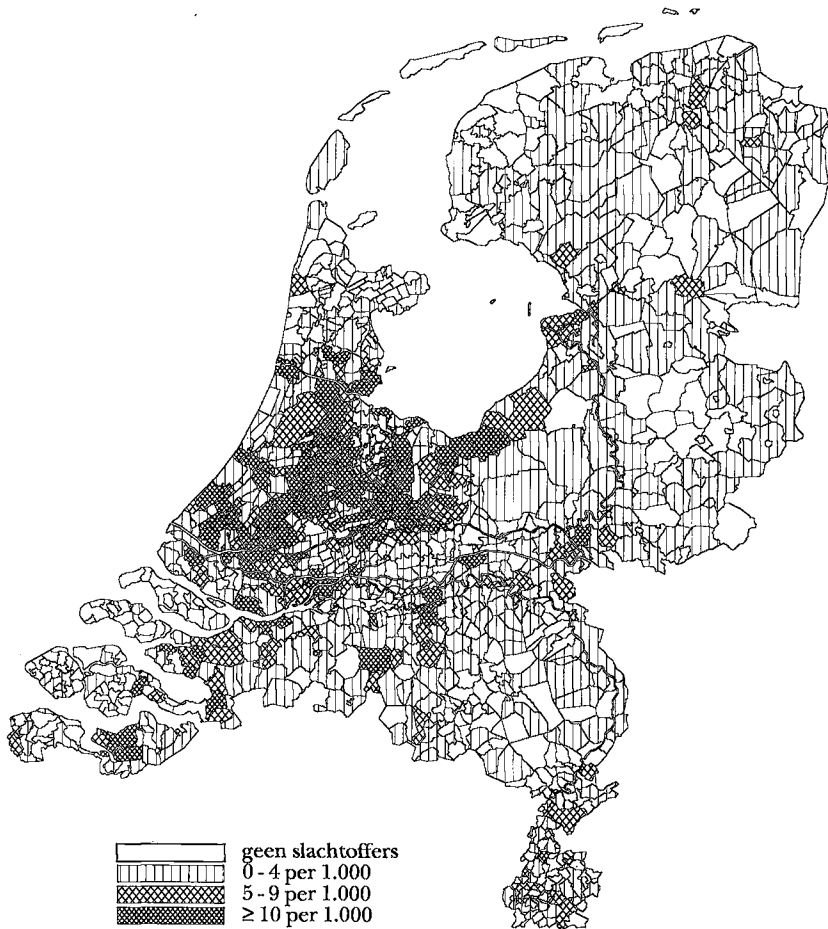 geen slachtoffers
0 - 4 per 1.000
5 - 9 per 1.000
≥ 10 per 1.000